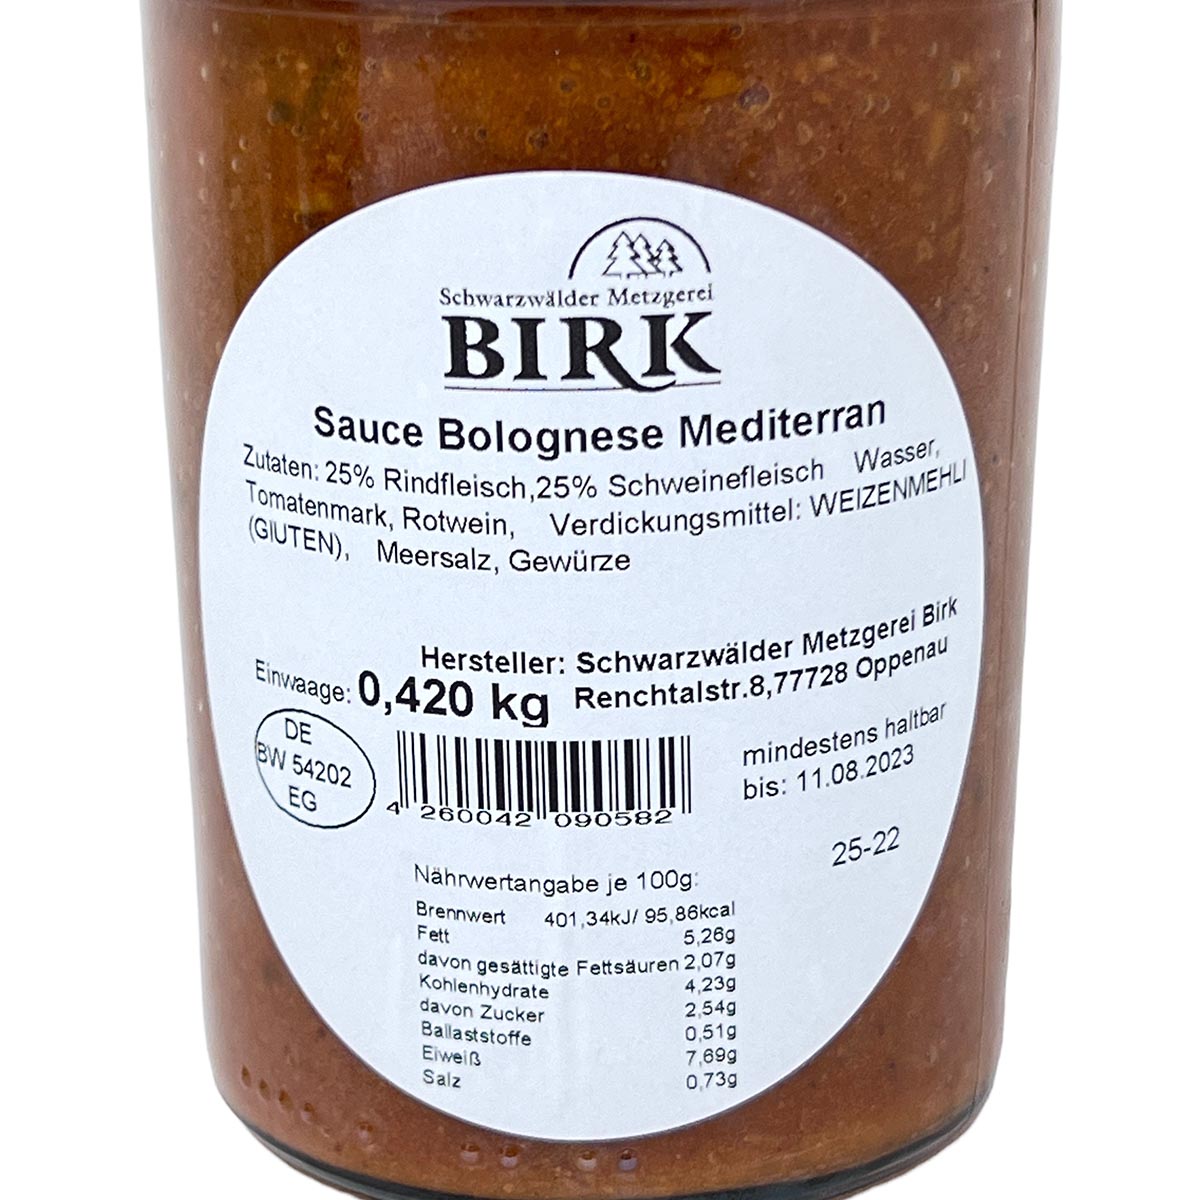 Schwarzwälder Metzgerei
BIRK
Sauce Bolognese Mediterran
Zutaten: 25% Rindfleisch,25% Schweinefleisch Wasser,
Tomatenmark, Rotwein, Verdickungsmittel: WEIZENMEHLI
(GlUTEN), Meersalz, Gewürze
Hersteller: Schwarzwälder Metzgerei Birk
Einwaage: 0,420 kg Renchtalstr.8,77728 Oppenau
DE
BW 54202
EG
4 260042 090582
mindestens haltbar
bis: 11.08.2023
25-22
Nährwertangabe je 100g:
Brennwert 401,34kJ/ 95,86kcal
Fett 5,26g
davon gesättigte Fettsäuren 2,07g
Kohlenhydrate 4,23g
davon Zucker 2,54g
Ballaststoffe 0,51g
Eiweiß 7,69g
Salz 0,73g